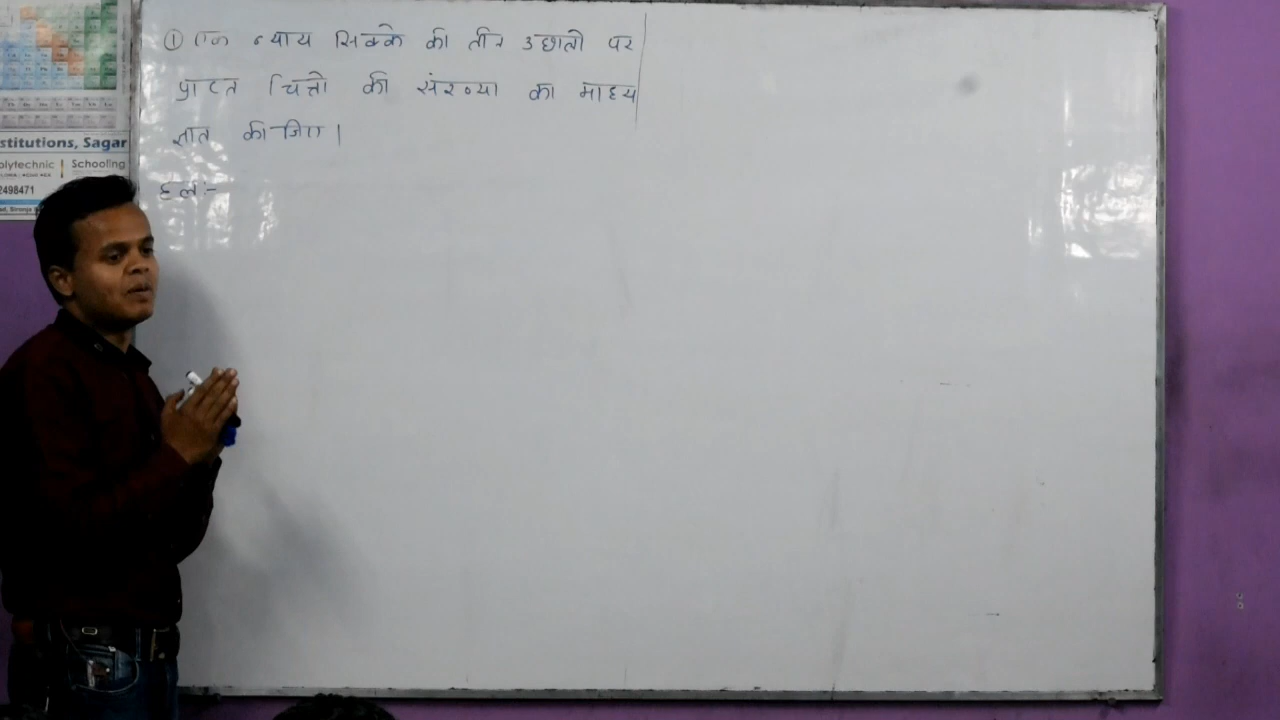 ① एक न्याय सिक्के की तीन उछालो पर
प्राप्त चित्तो की संख्या का माध्य
ज्ञात कीजिए।
हल:-
stitutions, Sagar
olytechnic | Schooling
2498471